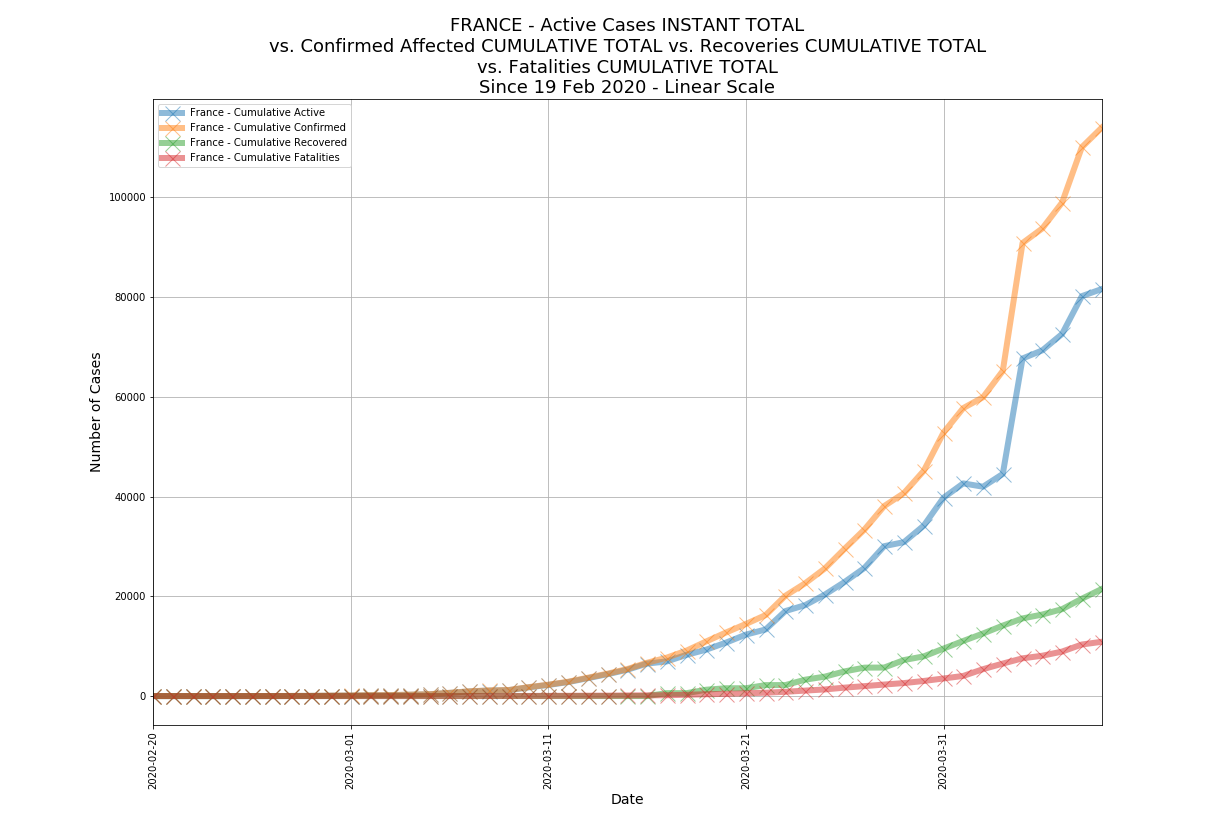 FRANCE - Active Cases INSTANT TOTAL
vs. Confirmed Affected CUMULATIVE TOTAL vs. Recoveries CUMULATIVE TOTAL
vs. Fatalities CUMULATIVE TOTAL
Since 19 Feb 2020 - Linear Scale
France - Cumulative Active
France - Cumulative Confirmed
France - Cumulative Recovered
France - Cumulative Fatalities
Number of Cases
100000
80000
60000
40000
20000
0
2020-02-20
2020-03-01
2020-03-11
2020-03-21
2020-03-31
Date